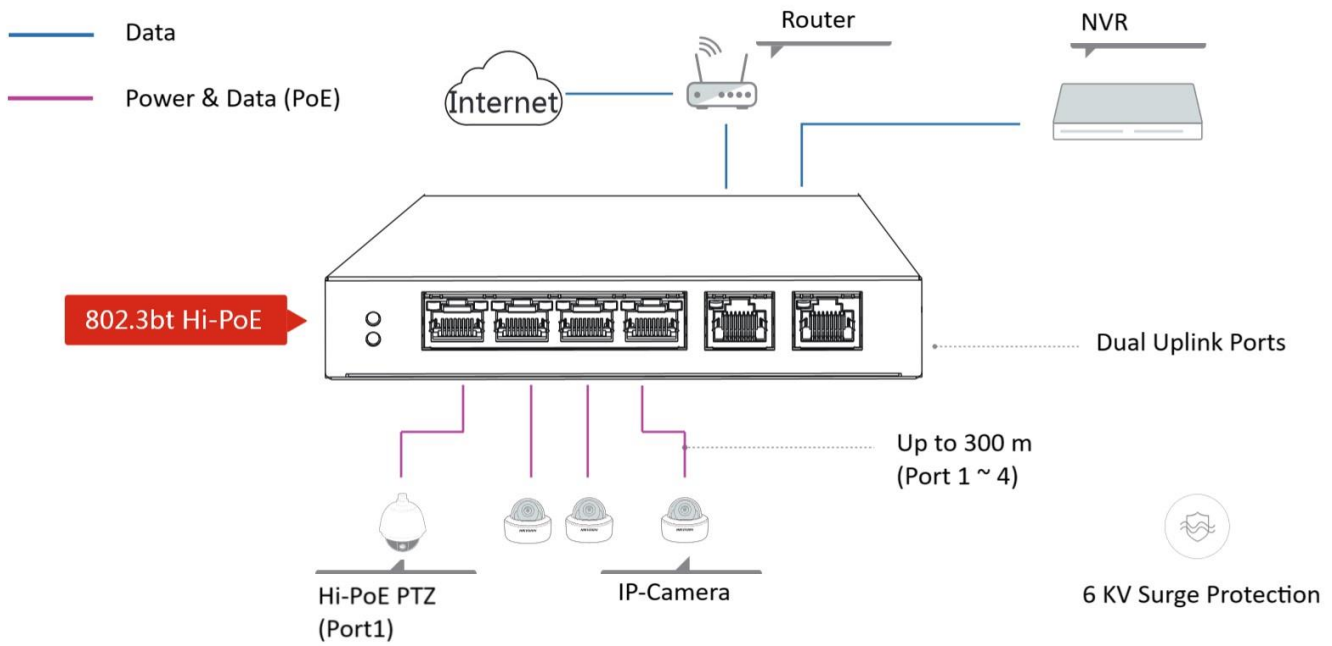 Data
Power & Data (PoE)
Internet
Router
NVR
802.3bt Hi-PoE
Dual Uplink Ports
Up to 300 m
(Port 1 ~ 4)
Hi-PoE PTZ
(Port1)
IP-Camera
6 KV Surge Protection